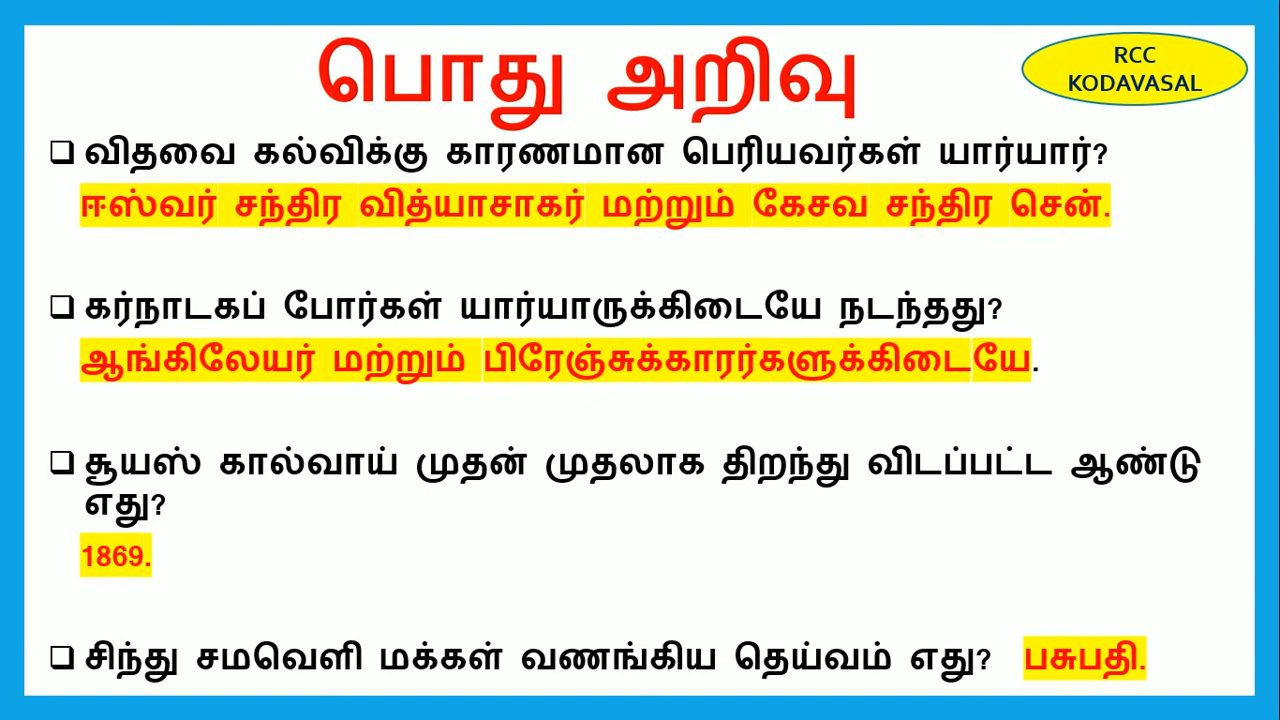 பொது அறிவு
RCC
KODAVASAL
விதவை கல்விக்கு காரணமான பெரியவர்கள் யார்யார்?
ஈஸ்வர் சந்திர வித்யாசாகர் மற்றும் கேசவ சந்திர சென்.
கர்நாடகப் போர்கள் யார்யாருக்கிடையே நடந்தது?
ஆங்கிலேயர் மற்றும் பிரேஞ்சுக்காரர்களுக்கிடையே.
சூயஸ் கால்வாய் முதன் முதலாக திறந்து விடப்பட்ட ஆண்டு
எது?
1869.
சிந்து சமவெளி மக்கள் வணங்கிய தெய்வம் எது? பசுபதி.